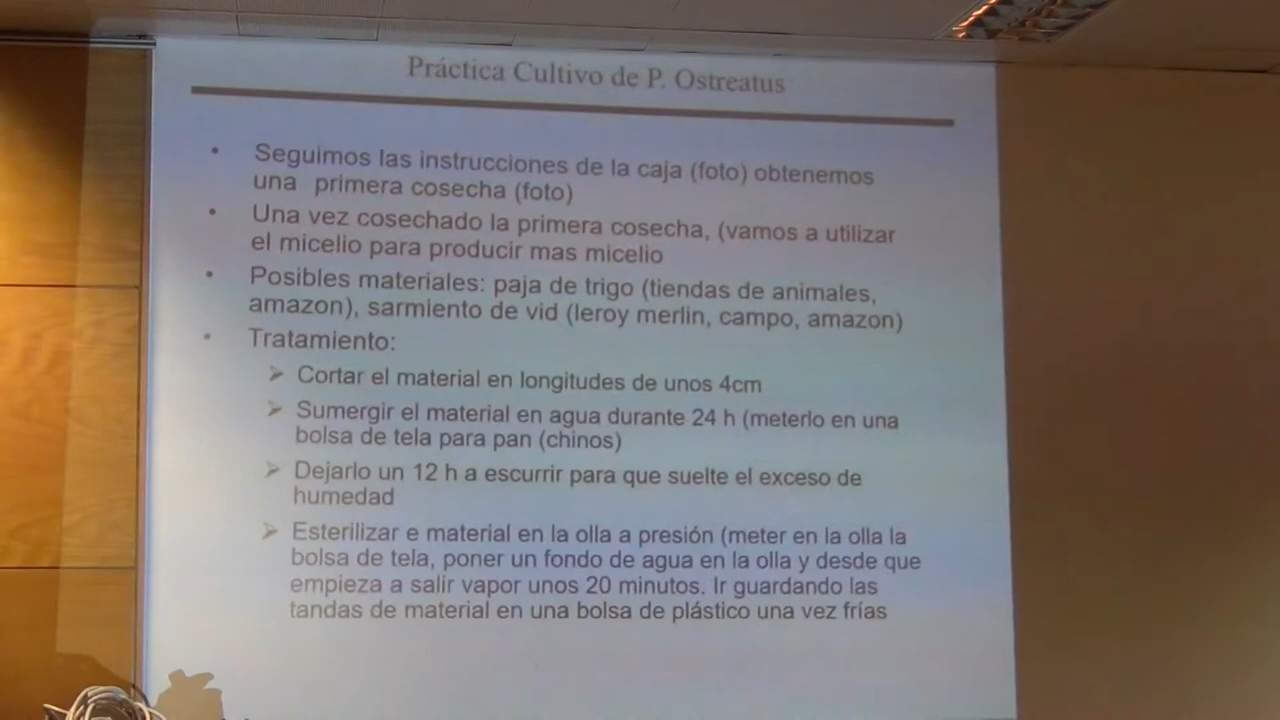 Práctica Cultivo de P. Ostreatus
• Seguimos las instrucciones de la caja (foto) obtenemos
una primera cosecha (foto)
• Una vez cosechado la primera cosecha, (vamos a utilizar
el micelio para producir mas micelio
• Posibles materiales: paja de trigo (tiendas de animales,
amazon), sarmiento de vid (leroy merlin, campo, amazon)
• Tratamiento:
➢ Cortar el material en longitudes de unos 4cm
➢ Sumergir el material en agua durante 24 h (meterlo en una
bolsa de tela para pan (chinos)
➢ Dejarlo un 12 h a escurrir para que suelte el exceso de
humedad
➢ Esterilizar e material en la olla a presión (meter en la olla la
bolsa de tela, poner un fondo de agua en la olla y desde que
empieza a salir vapor unos 20 minutos. Ir guardando las
tandas de material en una bolsa de plástico una vez frías